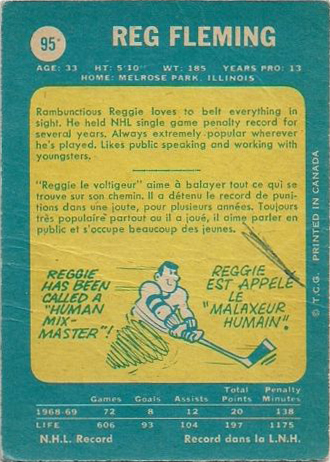 95 REG FLEMING
AGE: 33 HT: 5'10" WT: 185 YEARS PRO: 13
HOME: MELROSE PARK, ILLINOIS
Rambunctious Reggie loves to belt everything in
sight. He held NHL single game penalty record for
several years. Always extremely popular wherever
he's played. Likes public speaking and working with
youngsters.
"Reggie le voltigeur" aime à balayer tout ce qui se
trouve sur son chemin. Il a détenu le record de puni-
tions dans une joute, pour plusieurs années. Toujours
très populaire partout ou il a joué, il aime parler en
public et s'occupe beaucoup des jeunes.
REGGIE
HAS BEEN
CALLED A
"HUMAN
MIX-
MASTER"!
REGGIE
EST APPELÉ
LE
"MALAXEUR
HUMAIN".
© T.C.G. PRINTED IN CANADA
Games Goals Assists Total Points Penalty Minutes
1968-69 72 8 12 20 138
LIFE 606 93 104 197 1175
N.H.L. Record Record dans la L.N.H.